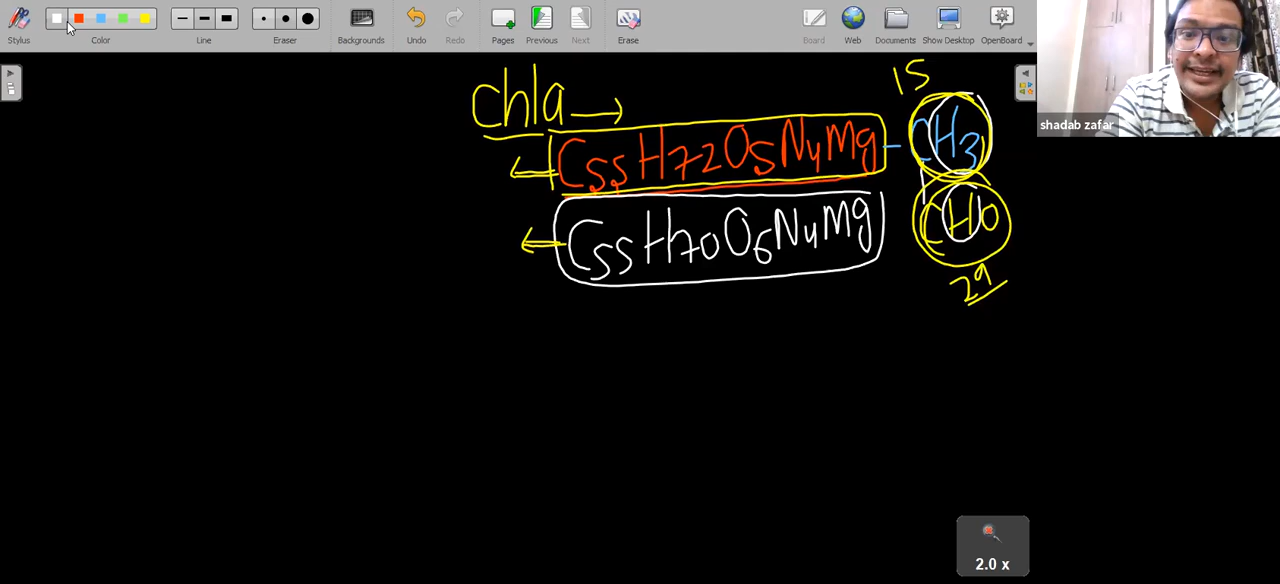 Stylus Color Line Eraser Backgrounds Undo Redo Pages Previous Next Erase Board Web Documents Show Desktop OpenBoard
shadab zafar
15
chla →
C55H72O5N4Mg - CH3
C55H70O6N4Mg CHO
29
2.0 x